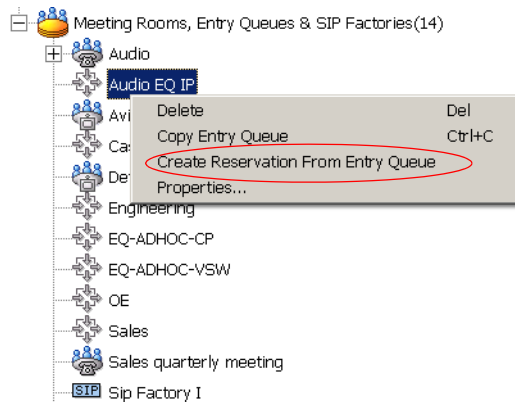 Meeting Rooms, Entry Queues & SIP Factories(14)
Audio
Audio EQ IP
Avi
Delete Del
Copy Entry Queue Ctrl+C
Ca
Create Reservation From Entry Queue
De
Properties...
Engineering
EQ-ADHOC-CP
EQ-ADHOC-VSW
OE
Sales
Sales quarterly meeting
SIP Sip Factory I